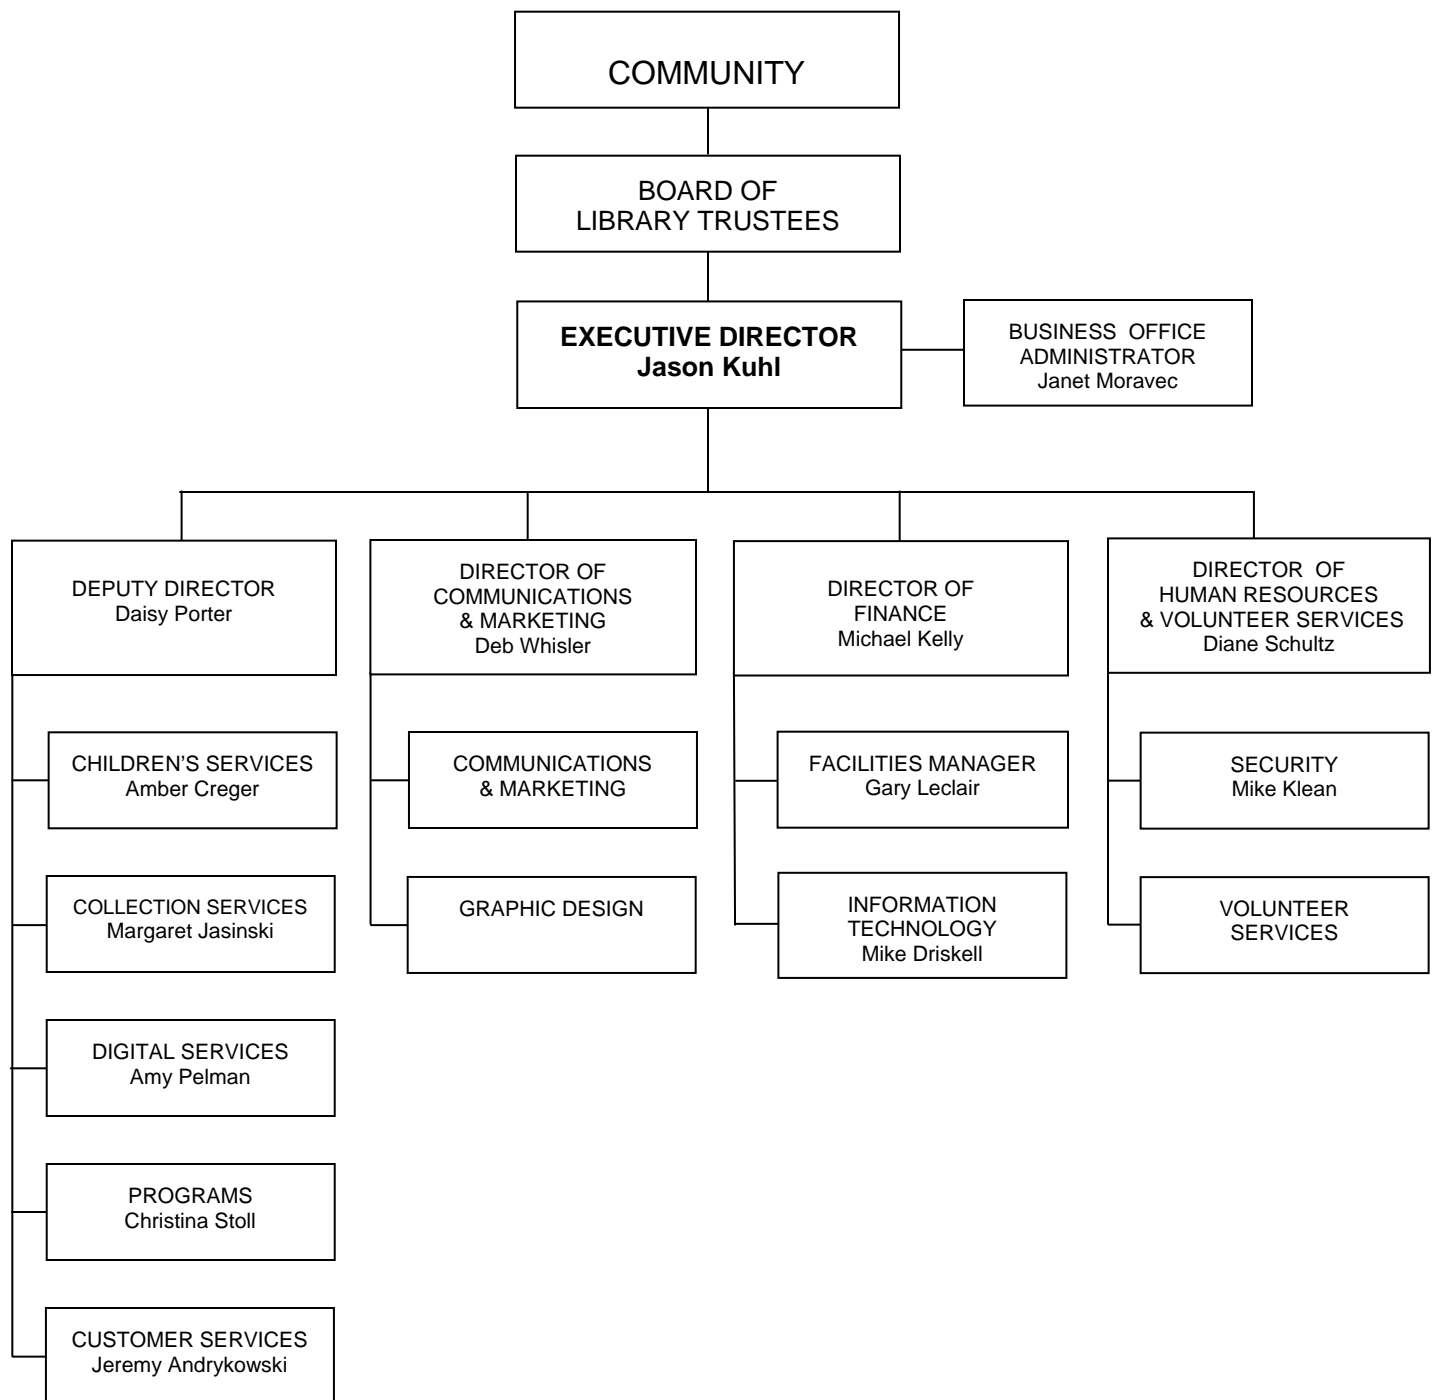 COMMUNITY
BOARD OF
LIBRARY TRUSTEES
EXECUTIVE DIRECTOR
Jason Kuhl
BUSINESS OFFICE
ADMINISTRATOR
Janet Moravec
DEPUTY DIRECTOR
Daisy Porter
DIRECTOR OF
COMMUNICATIONS
& MARKETING
Deb Whisler
DIRECTOR OF
FINANCE
Michael Kelly
DIRECTOR OF
HUMAN RESOURCES
& VOLUNTEER SERVICES
Diane Schultz
CHILDREN’S SERVICES
Amber Creger
COMMUNICATIONS
& MARKETING
FACILITIES MANAGER
Gary Leclair
SECURITY
Mike Klean
COLLECTION SERVICES
Margaret Jasinski
GRAPHIC DESIGN
INFORMATION
TECHNOLOGY
Mike Driskell
VOLUNTEER
SERVICES
DIGITAL SERVICES
Amy Pelman
PROGRAMS
Christina Stoll
CUSTOMER SERVICES
Jeremy Andrykowski